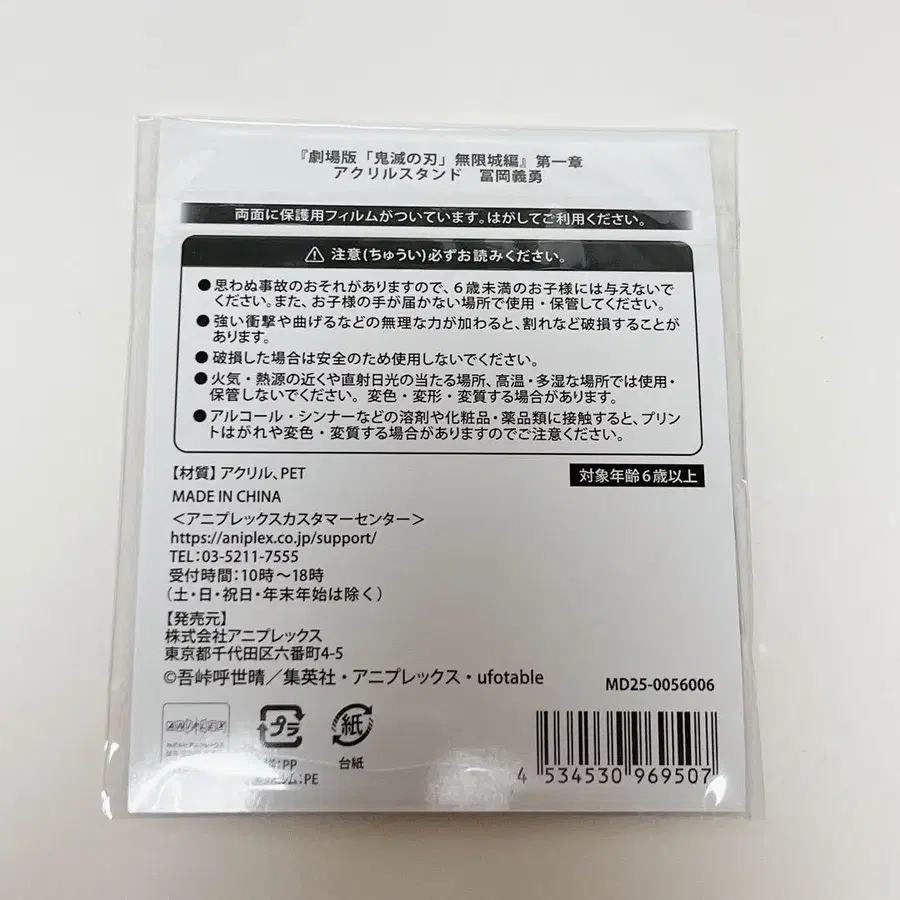 『劇場版「鬼滅の刃」無限城編』第一章
アクリルスタンド 冨岡義勇
両面に保護用フィルムがついています。はがしてご利用ください。
注意(ちゅうい)必ずお読みください。
●思わぬ事故のおそれがありますので、6歳未満のお子様には与えないで
ください。また、お子様の手が届かない場所で使用・保管してください。
●強い衝撃や曲げるなどの無理な力が加わると、割れなど破損することが
あります。
●破損した場合は安全のため使用しないでください。
●火気・熱源の近くや直射日光の当たる場所、高温・多湿な場所では使用・
保管しないでください。変色・変形・変質する場合があります。
●アルコール・シンナーなどの溶剤や化粧品・薬品類に接触すると、プリン
トはがれや変色・変質する場合がありますのでご注意ください。
【材質】アクリル、PET
対象年齢6歳以上
MADE IN CHINA
＜アニプレックスカスタマーセンター＞
https://aniplex.co.jp/support/
TEL:03-5211-7555
受付時間:10時～18時
(土・日・祝日・年末年始は除く)
【発売元】
株式会社アニプレックス
東京都千代田区六番町4-5
©吾峠呼世晴／集英社・アニプレックス・ufotable
MD25-0056006
ANIPLEX
株式会社アニプレックス
プラ
紙
台紙
:PP
:PE
4 534530 969507